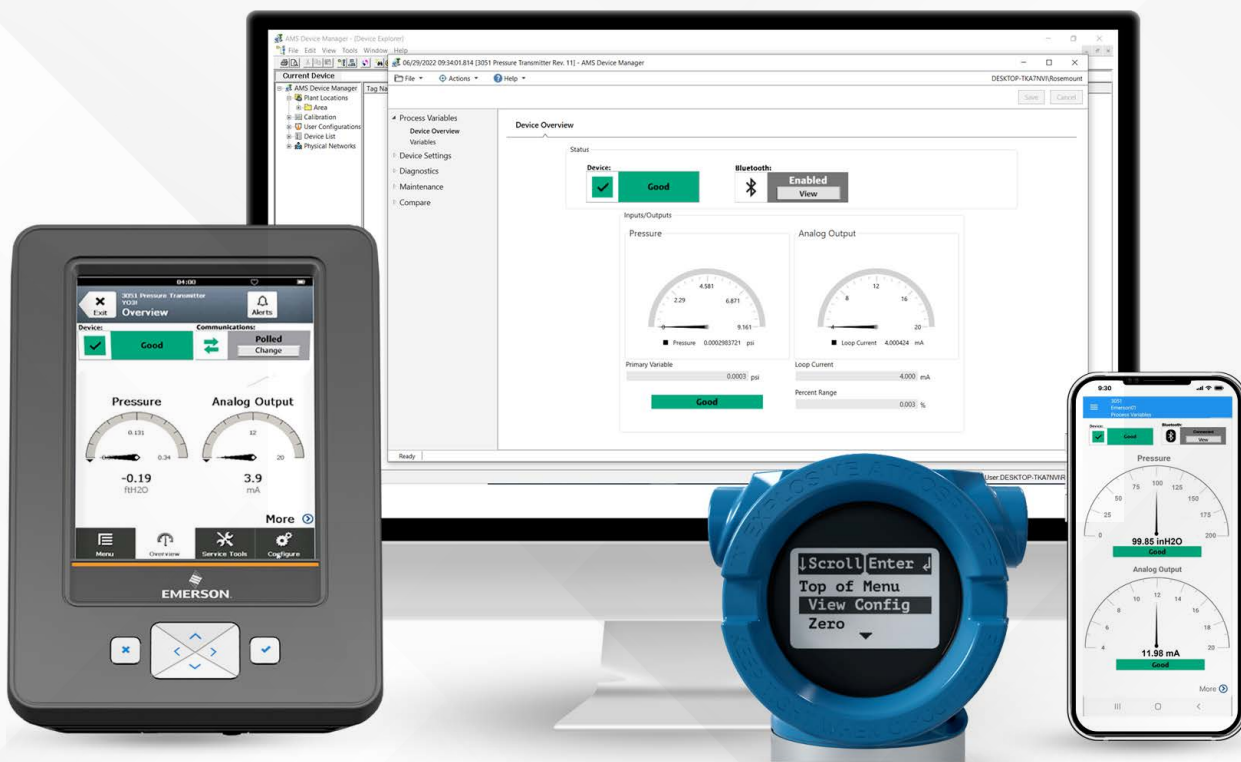 AMS Device Manager - [Device Explorer]
File Edit View Tools Window Help
Current Device
AMS Device Manager
Plant Locations
Area
Calibration
User Configurations
Device List
Physical Networks
Tag Na
06/29/2022 09:34:01.814 [3051 Pressure Transmitter Rev. 11] - AMS Device Manager
File Actions Help
DESKTOP-TKA7NVI\Rosemount
Save Cancel
Process Variables
Device Overview
Variables
Device Settings
Diagnostics
Maintenance
Compare
Device Overview
Status
Device:
Good
Bluetooth:
Enabled
View
Inputs/Outputs
Pressure
4.581
2.29 6.871
0 9.161
Pressure 0.0002983721 psi
Analog Output
12
8 16
4 20
Loop Current 4.000424 mA
Primary Variable
0.0003 psi
Good
Loop Current
4.000 mA
Percent Range
0.003 %
Ready
User:DESKTOP-TKA7NVI\R
04:00
Exit
3051 Pressure Transmitter
Overview
Alerts
Device:
Good
Communications:
Polled
Change
Pressure
0.131
0.34
-0.19
ftH2O
Analog Output
12
20
3.9
mA
More
Menu Overview Service Tools Configure
EMERSON
↓Scroll Enter ↲
Top of Menu
View Config
Zero
9:30
3051
Emerson01
Process Variables
Device:
Good
Bluetooth:
Connected
View
Pressure
0 25 50 75 100 125 150 175 200
99.85 inH2O
Good
Analog Output
4 6 8 10 12 14 16 18 20
11.98 mA
Good
More